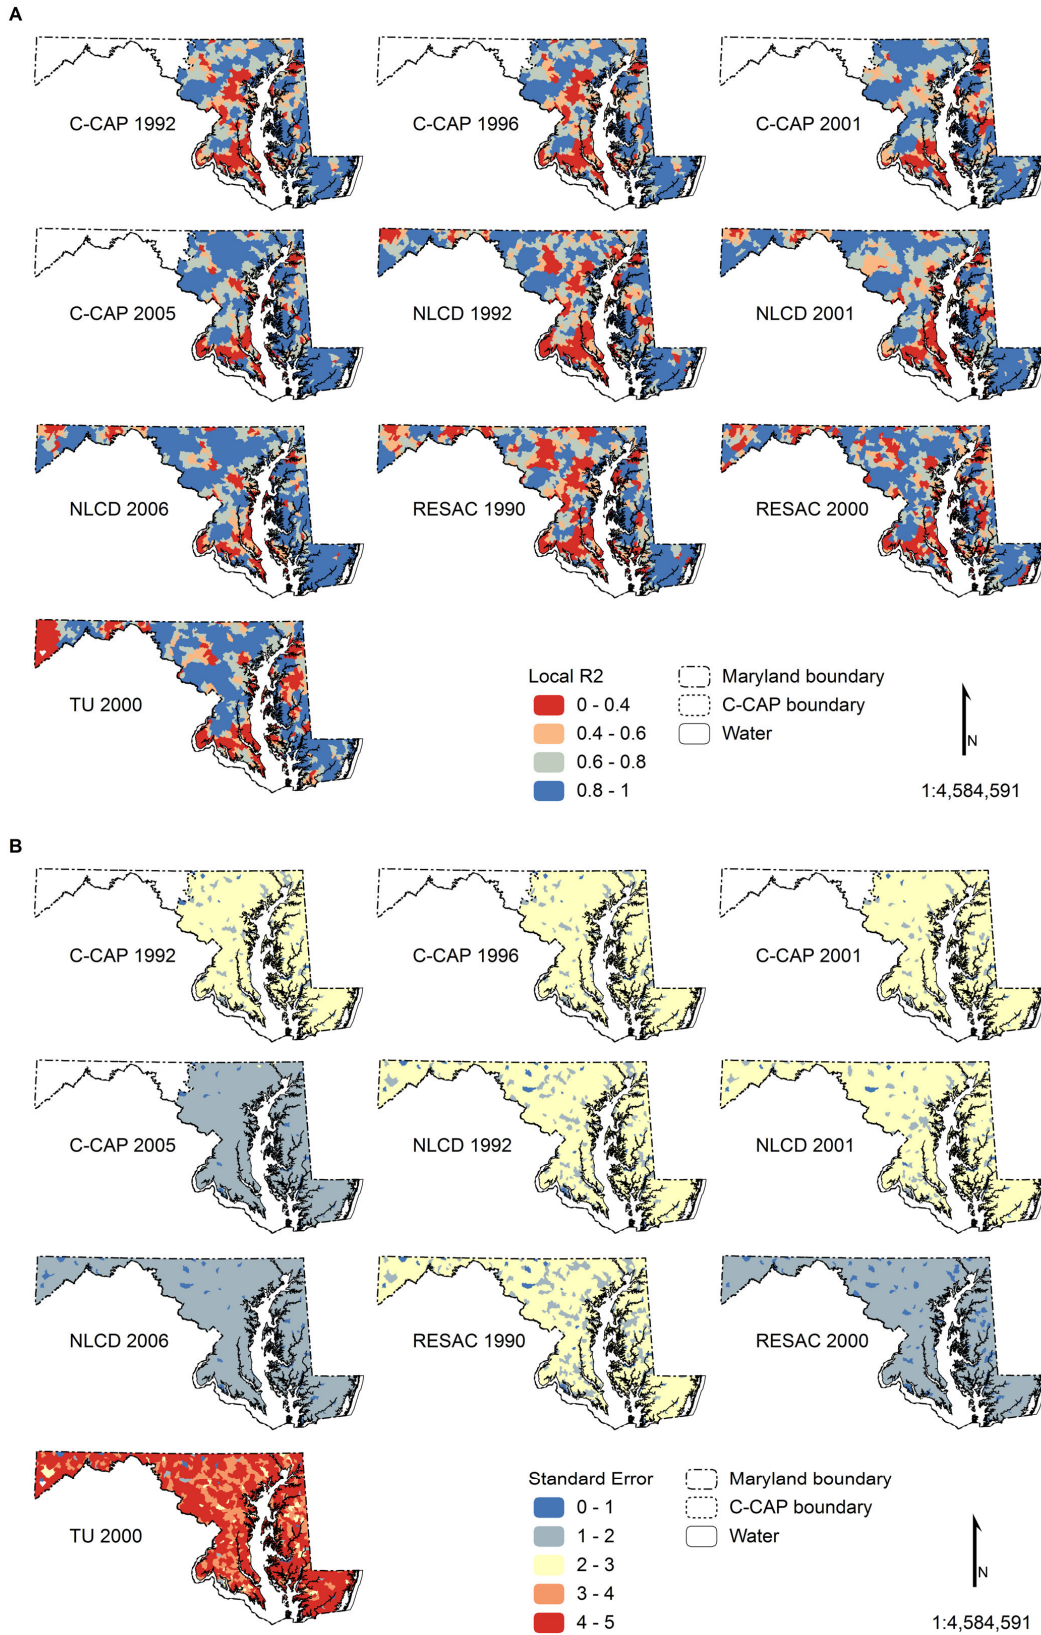 A
C-CAP 1992
C-CAP 1996
C-CAP 2001
C-CAP 2005
NLCD 1992
NLCD 2001
NLCD 2006
RESAC 1990
RESAC 2000
TU 2000
Local R2
0 - 0.4
0.4 - 0.6
0.6 - 0.8
0.8 - 1
Maryland boundary
C-CAP boundary
Water
N
1:4,584,591
B
C-CAP 1992
C-CAP 1996
C-CAP 2001
C-CAP 2005
NLCD 1992
NLCD 2001
NLCD 2006
RESAC 1990
RESAC 2000
TU 2000
Standard Error
0 - 1
1 - 2
2 - 3
3 - 4
4 - 5
Maryland boundary
C-CAP boundary
Water
N
1:4,584,591